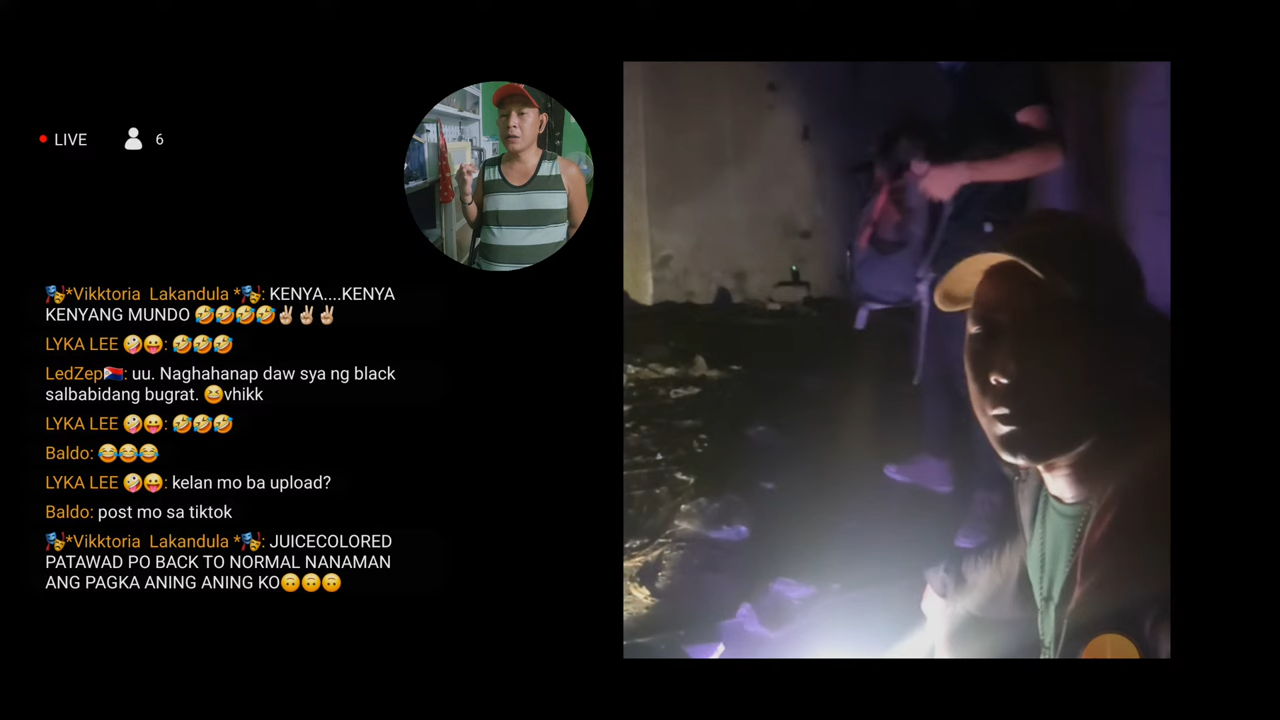 LIVE 6
🎭*Vikktoria Lakandula *🎭: KENYA....KENYA
KENYANG MUNDO 🤣🤣🤣🤣✌🏼✌🏼✌🏼
LYKA LEE 🤪😛: 🤣🤣🤣
LedZep🇵🇭: uu. Naghahanap daw sya ng black
salbabidang bugrat. 😆vhikk
LYKA LEE 🤪😛: 🤣🤣🤣
Baldo: 😂😂😂
LYKA LEE 🤪😛: kelan mo ba upload?
Baldo: post mo sa tiktok
🎭*Vikktoria Lakandula *🎭: JUICECOLORED
PATAWAD PO BACK TO NORMAL NANAMAN
ANG PAGKA ANING ANING KO🙃🙃🙃